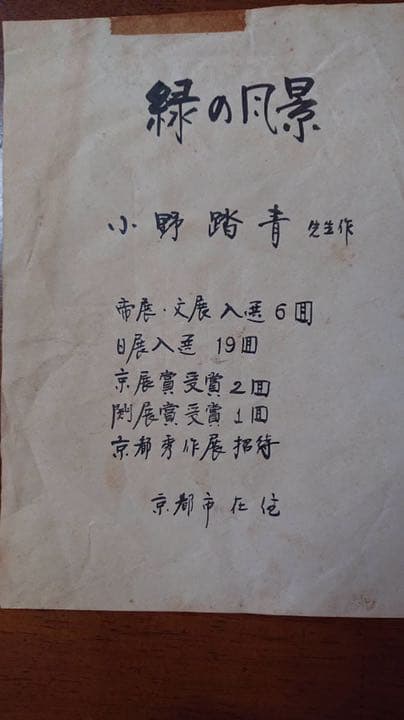 緑の風景
小野踏青 先生作
帝展・文展入選6回
日展入選 19回
京展賞受賞2回
関展賞受賞1回
京都秀作展招待
京都市在住